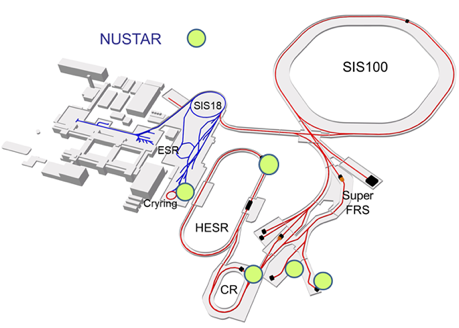 NUSTAR
SIS100
SIS18
ESR
Cryring
HESR
Super
FRS
CR